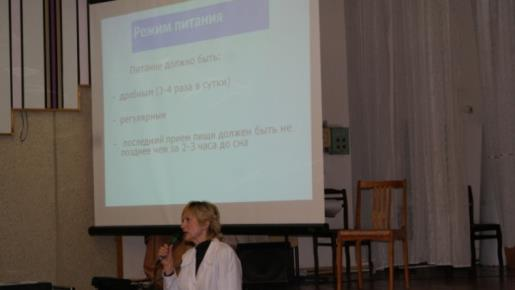 Режим питания
Питание должно быть:
- дробным (3-4 раза в сутки)
- регулярным
- последний прием пищи должен быть не
позднее чем за 2-3 часа до сна